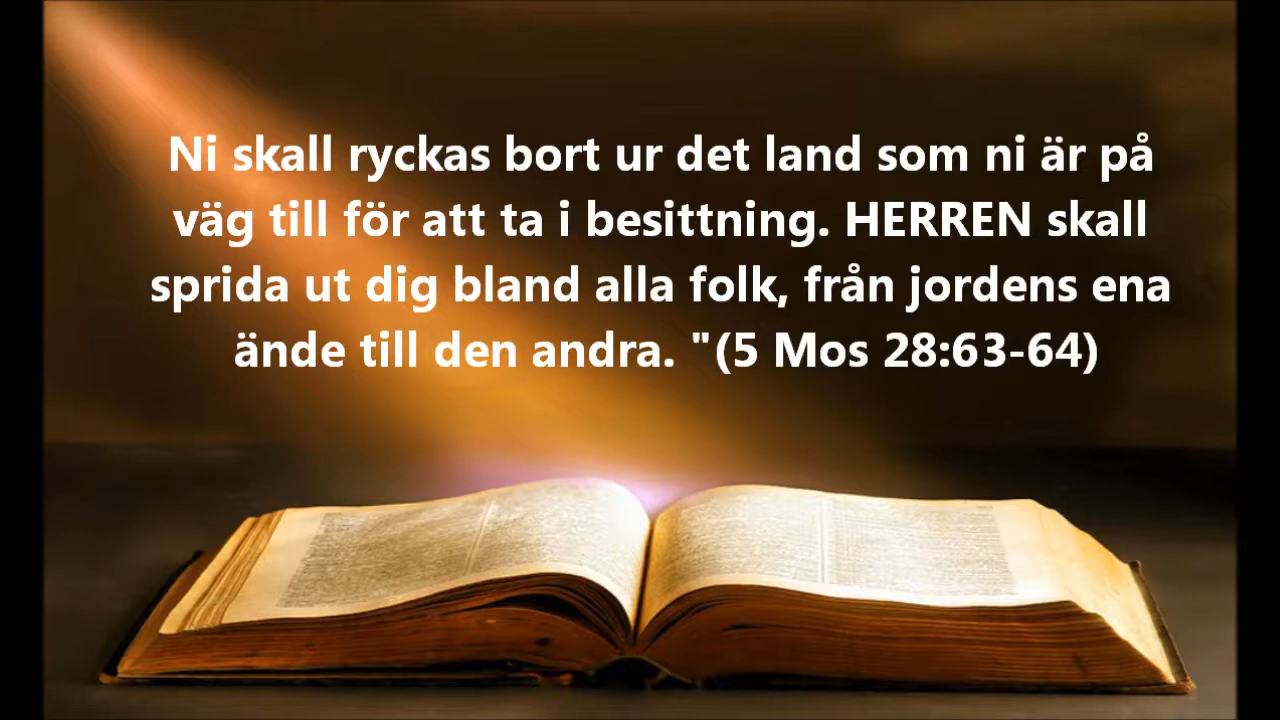 Ni skall ryckas bort ur det land som ni är på
väg till för att ta i besittning. HERREN skall
sprida ut dig bland alla folk, från jordens ena
ände till den andra. "(5 Mos 28:63-64)